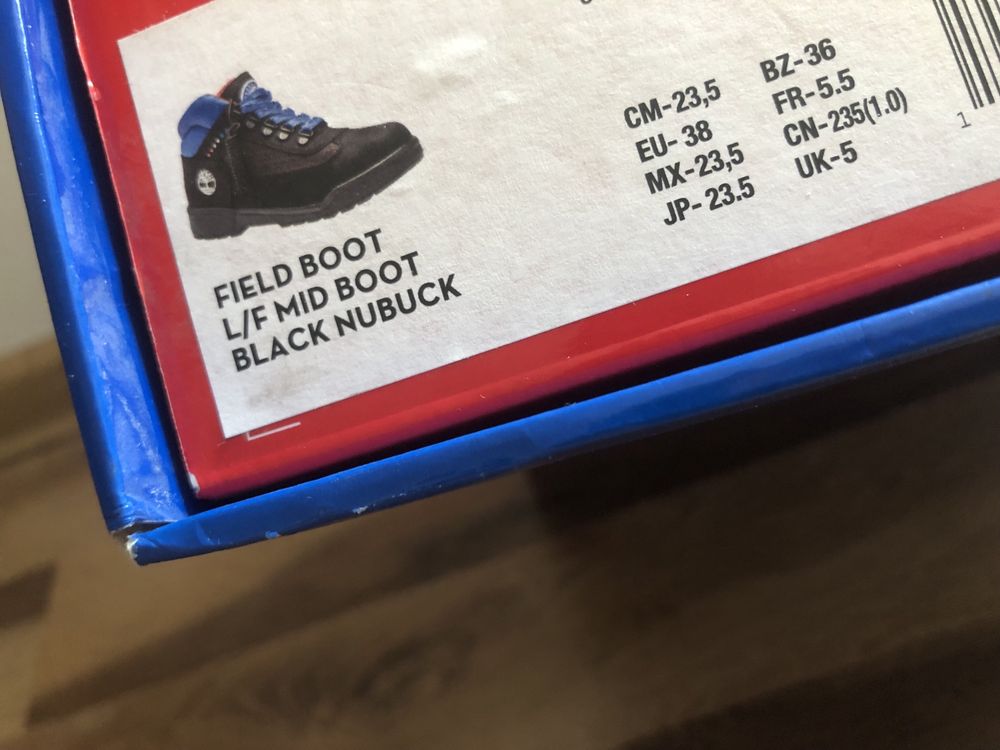 FIELD BOOT
L/F MID BOOT
BLACK NUBUCK
CM-23,5
EU- 38
MX-23,5
JP- 23.5
BZ-36
FR-5.5
CN-235(1.0)
UK-5
1